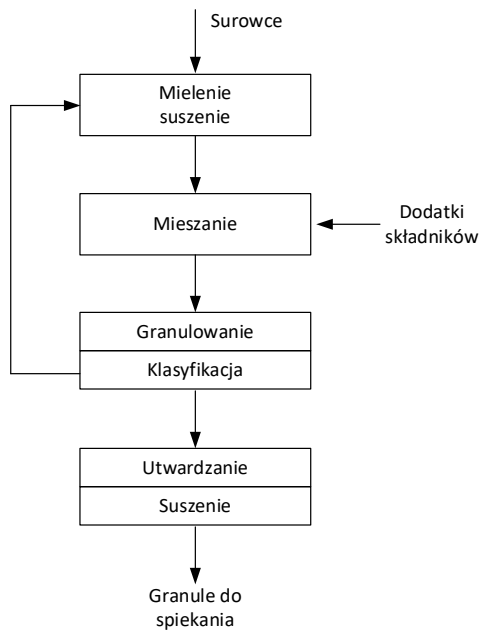 Surowce
Mielenie
suszenie
Mieszanie
Dodatki
składników
Granulowanie
Klasyfikacja
Utwardzanie
Suszenie
Granule do
spiekania